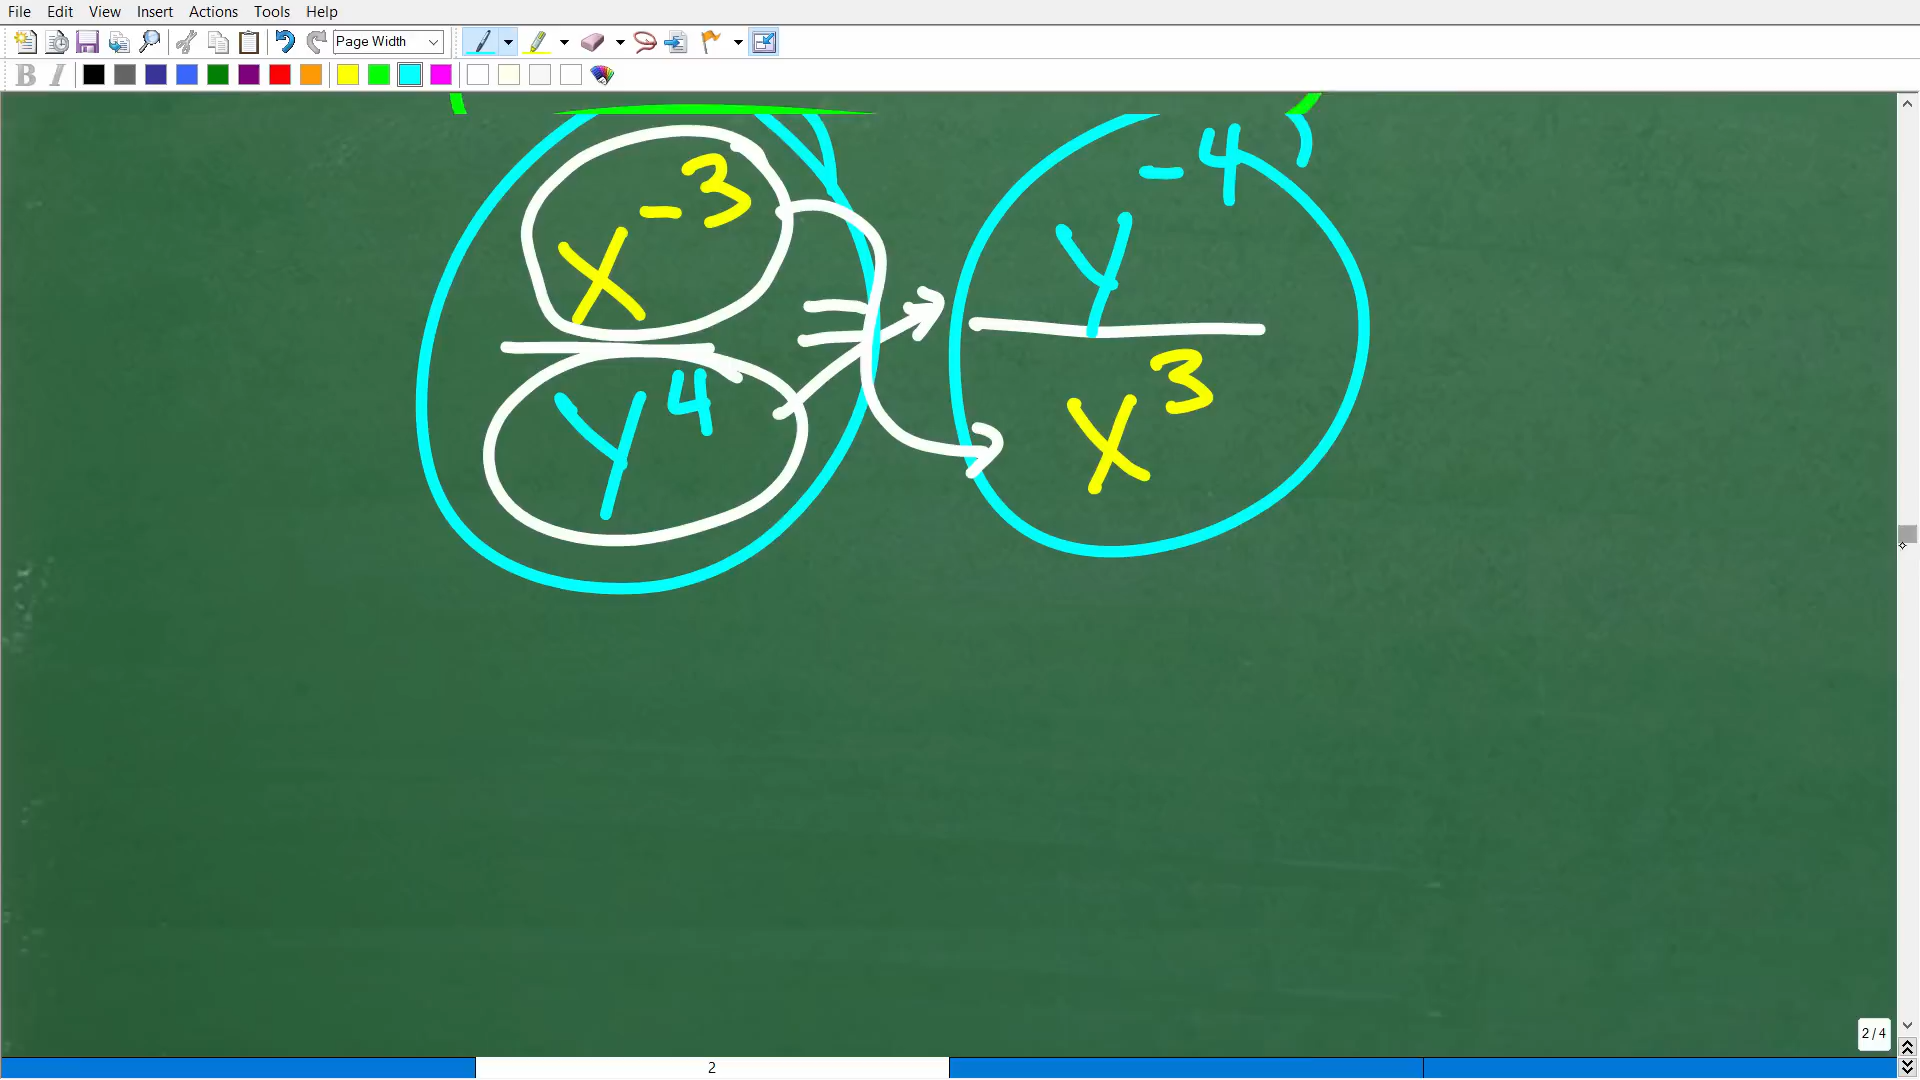 File Edit View Insert Actions Tools Help
Page Width
B I
x⁻³ / y⁴ = y⁻⁴ / x³
2 / 4
2